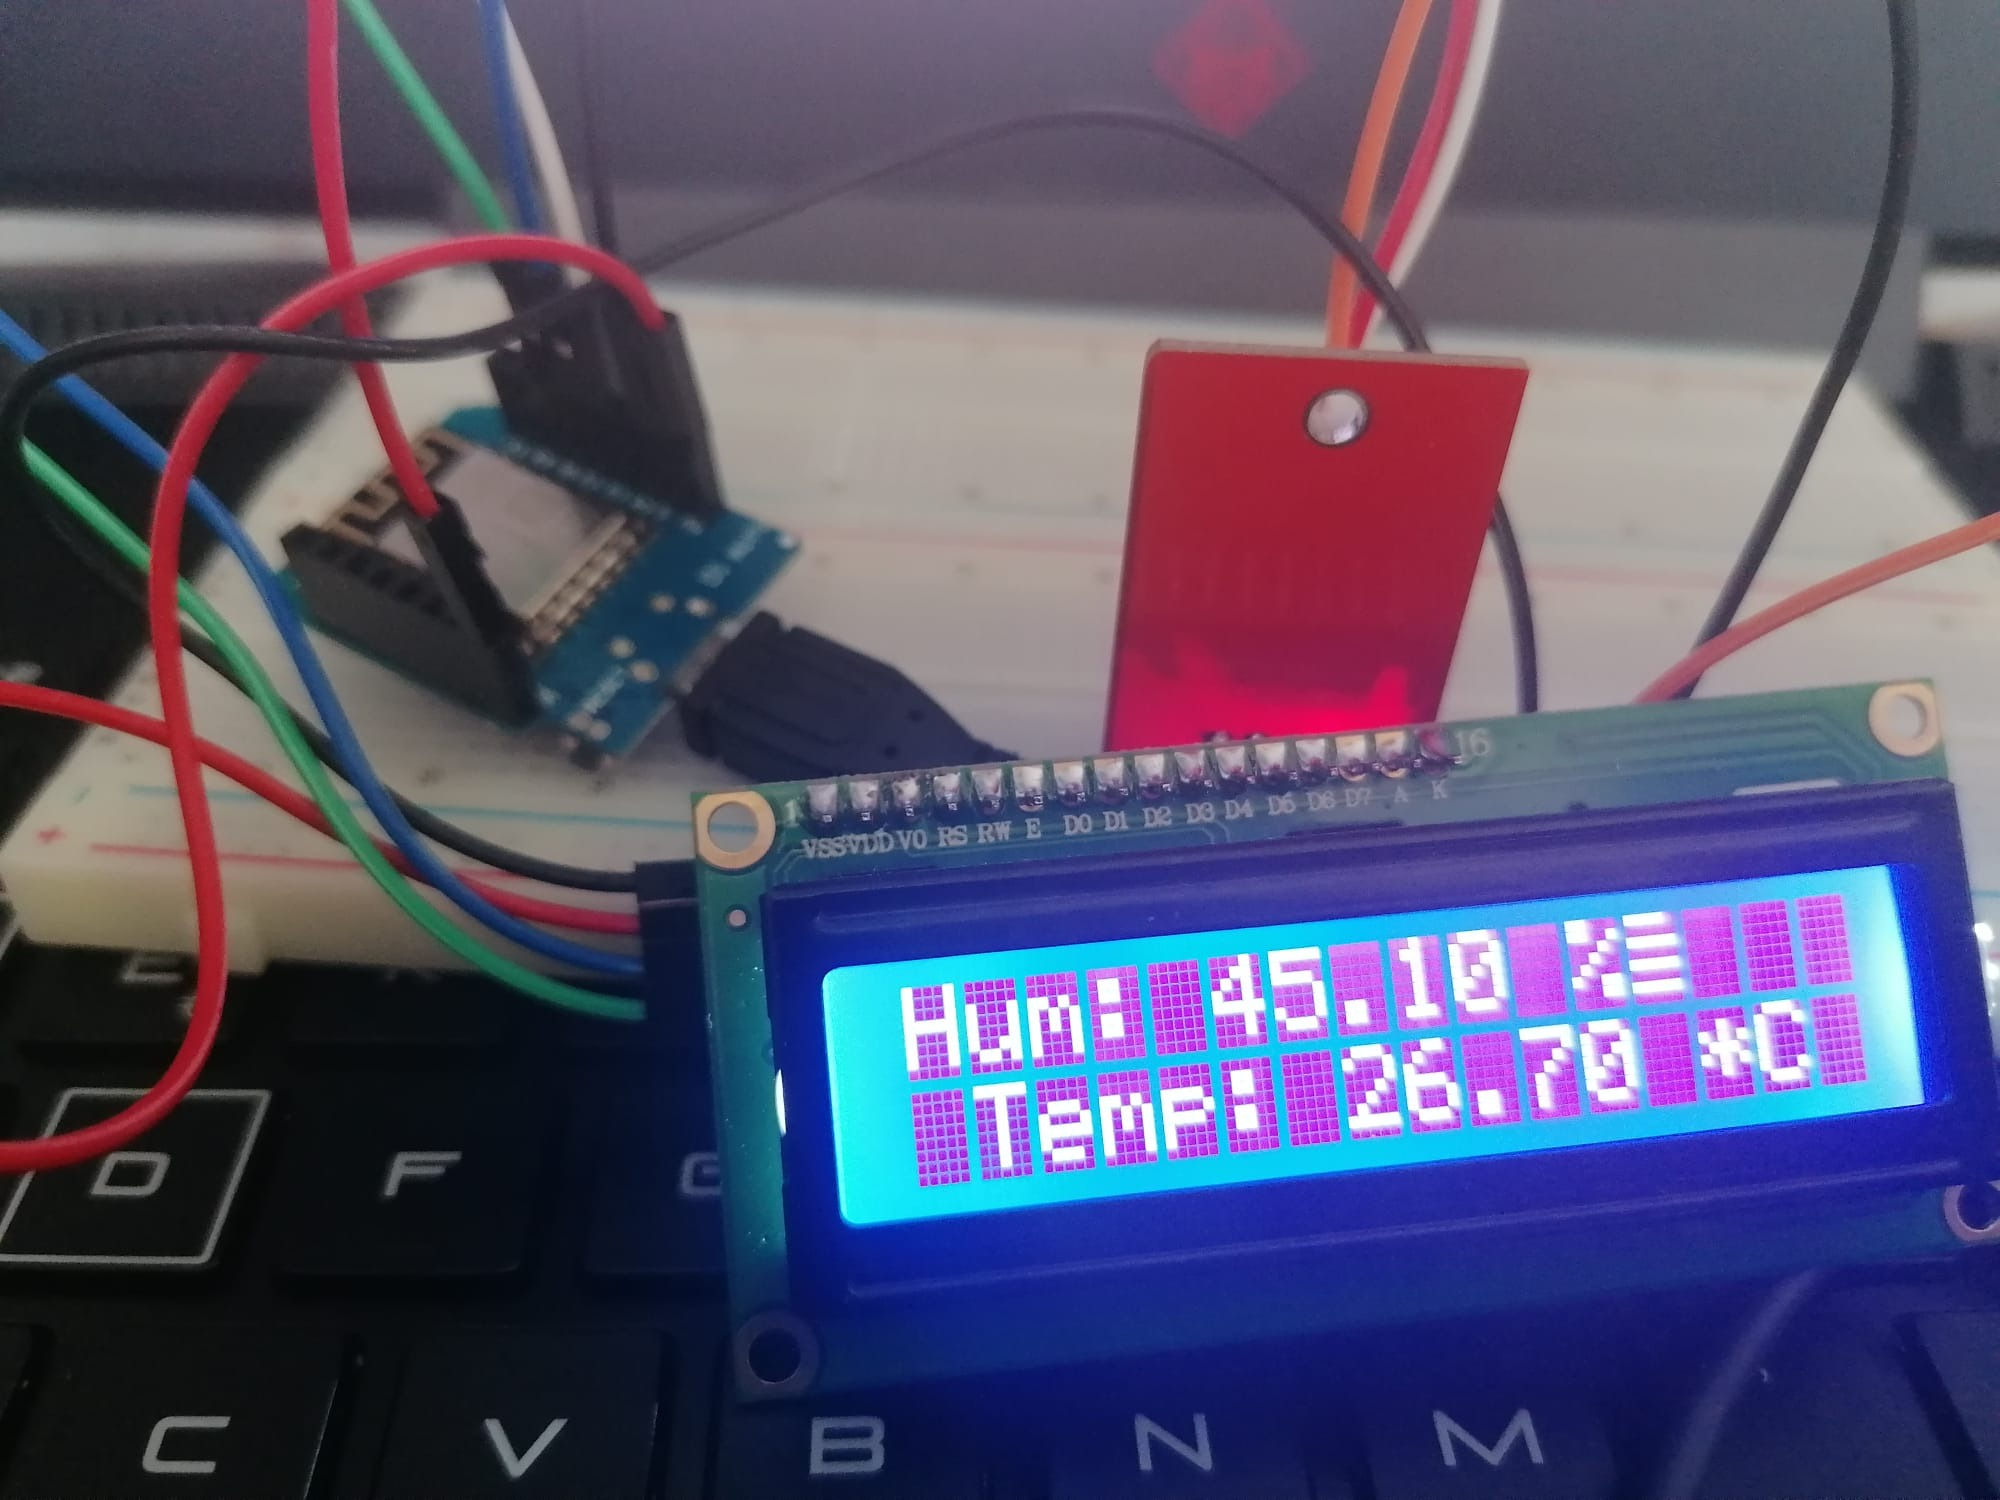 1 16
VSS VDD V0 RS RW E D0 D1 D2 D3 D4 D5 D6 D7 A K
Hum: 45.10 %≡
Temp: 26.70 *C
D F G
C V B N M